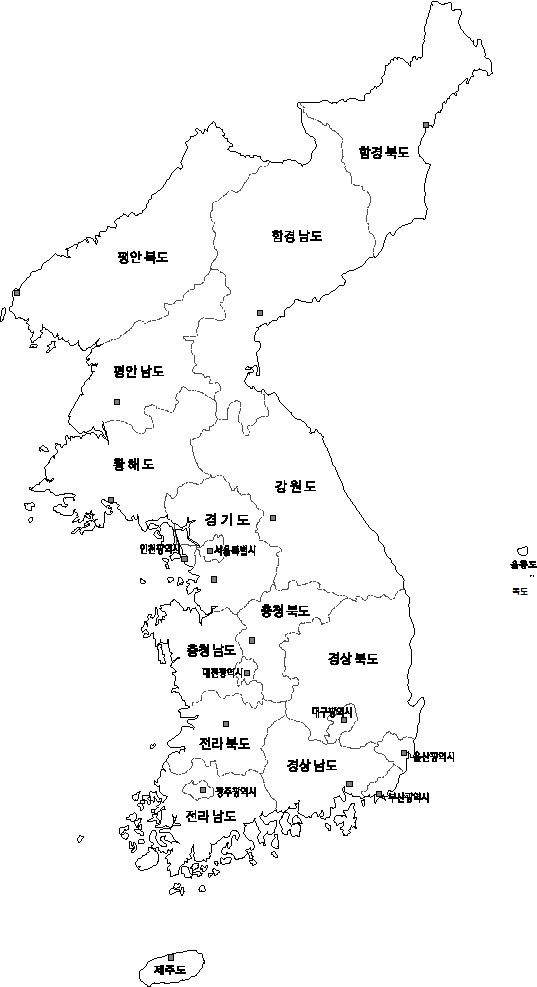 함경 북도
함경 남도
평안 북도
평안 남도
황 해 도
강 원 도
경 기 도
인천광역시
서울특별시
울릉도
독도
충청 북도
충청 남도
경상 북도
대전광역시
대구광역시
전라 북도
울산광역시
경상 남도
광주광역시
부산광역시
전라 남도
제주도